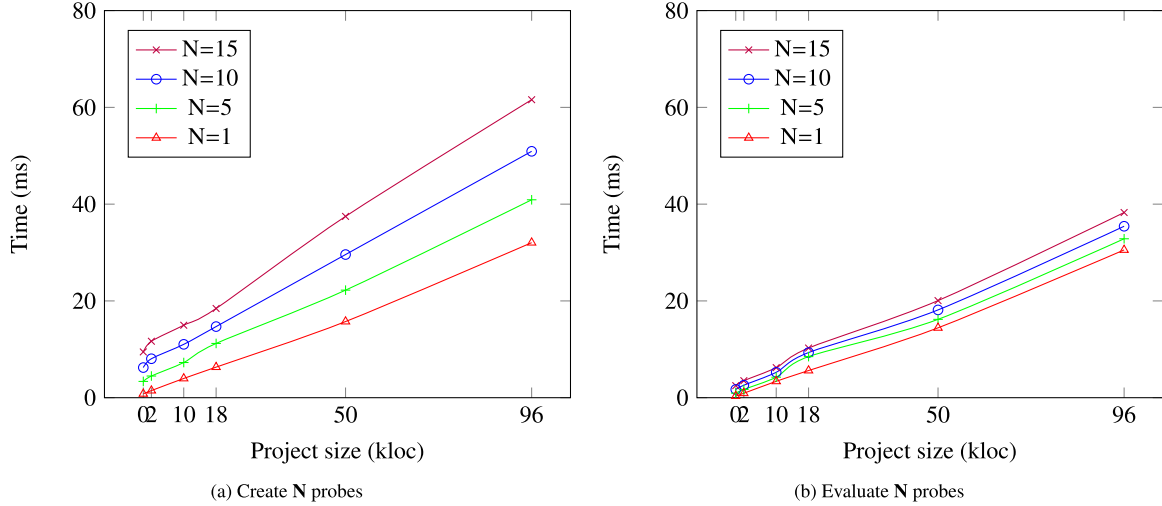 80
60
40
20
0
Time (ms)
N=15
N=10
N=5
N=1
0 2 10 18 50 96
Project size (kloc)
(a) Create N probes
80
60
40
20
0
Time (ms)
N=15
N=10
N=5
N=1
0 2 10 18 50 96
Project size (kloc)
(b) Evaluate N probes